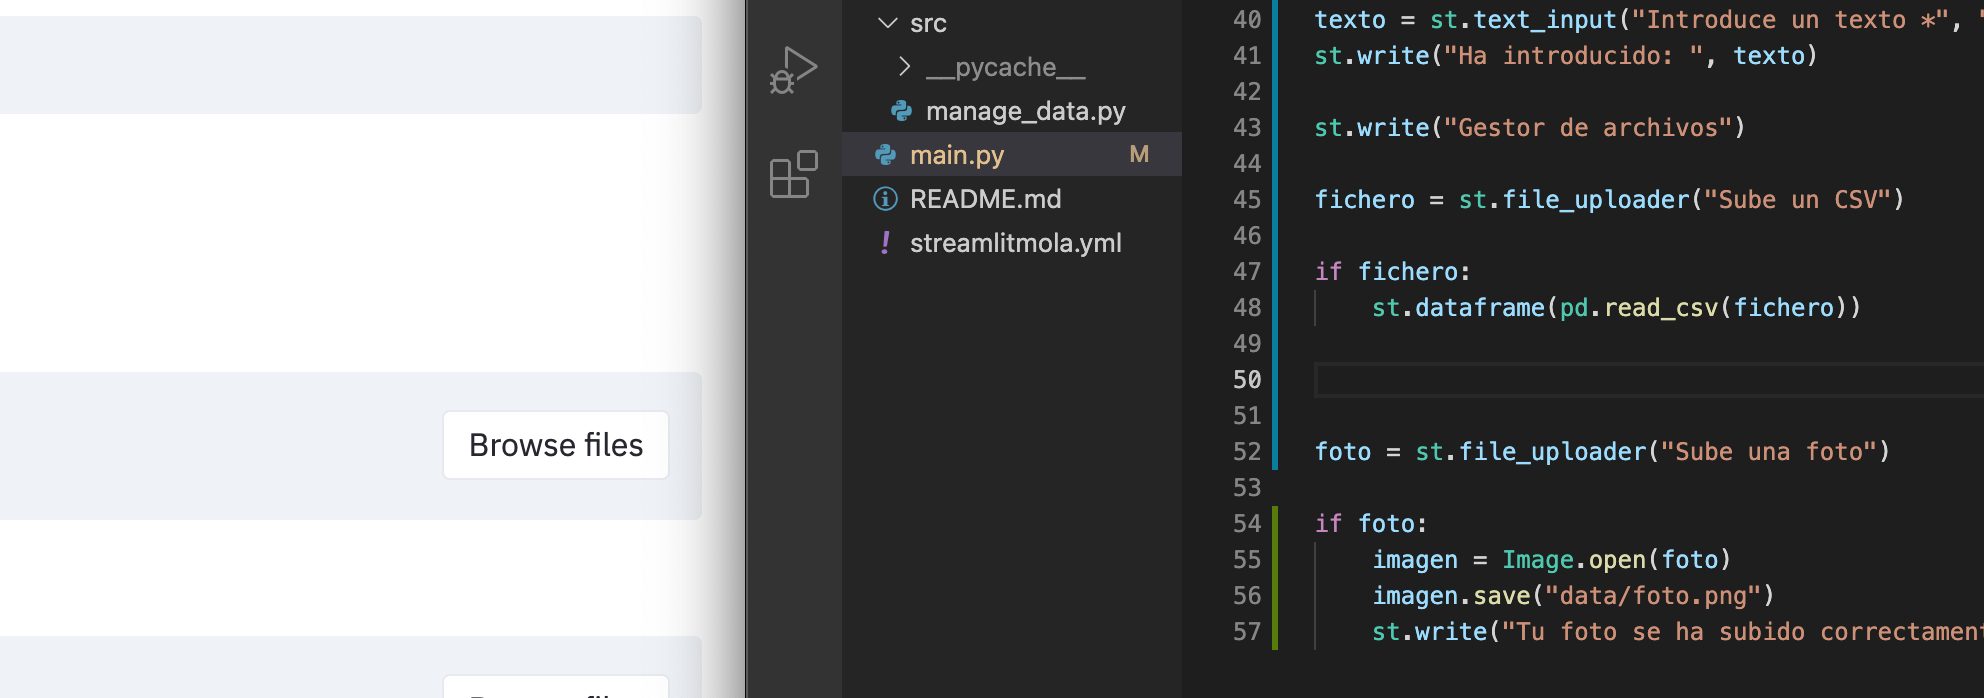 Browse files
src
__pycache__
manage_data.py
main.py M
README.md
streamlitmola.yml
40 texto = st.text_input("Introduce un texto *", "
41 st.write("Ha introducido: ", texto)
42
43 st.write("Gestor de archivos")
44
45 fichero = st.file_uploader("Sube un CSV")
46
47 if fichero:
48 st.dataframe(pd.read_csv(fichero))
49
50
51
52 foto = st.file_uploader("Sube una foto")
53
54 if foto:
55 imagen = Image.open(foto)
56 imagen.save("data/foto.png")
57 st.write("Tu foto se ha subido correctament